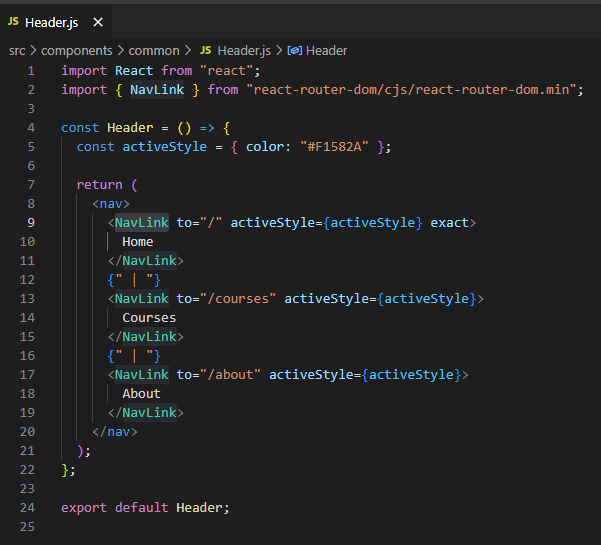 JS Header.js ×
src > components > common > JS Header.js > Header
1 import React from "react";
2 import { NavLink } from "react-router-dom/cjs/react-router-dom.min";
3
4 const Header = () => {
5   const activeStyle = { color: "#F1582A" };
6
7   return (
8     <nav>
9       <NavLink to="/" activeStyle={activeStyle} exact>
10         Home
11       </NavLink>
12       {" | "}
13       <NavLink to="/courses" activeStyle={activeStyle}>
14         Courses
15       </NavLink>
16       {" | "}
17       <NavLink to="/about" activeStyle={activeStyle}>
18         About
19       </NavLink>
20     </nav>
21   );
22 };
23
24 export default Header;
25